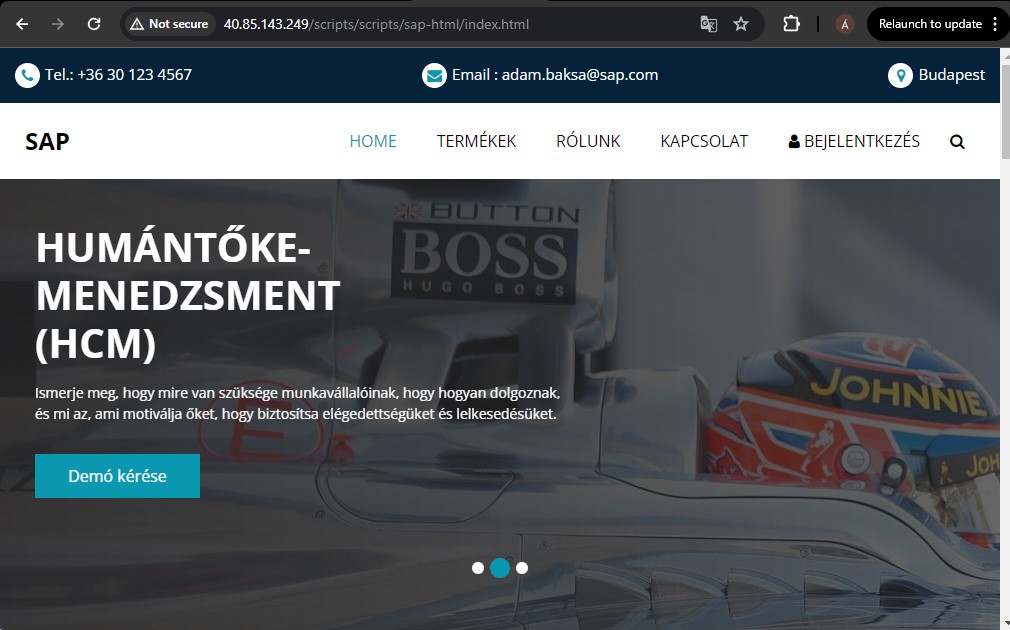 Not secure 40.85.143.249/scripts/scripts/sap-html/index.html Á Relaunch to update
Tel.: +36 30 123 4567 Email : adam.baksa@sap.com Budapest
SAP HOME TERMÉKEK RÓLUNK KAPCSOLAT BEJELENTKEZÉS
BUTTON
BOSS
HUGO BOSS
HUMÁNTŐKE-
MENEDZSMENT
(HCM)
JOHNNIE
Ismerje meg, hogy mire van szüksége munkavállalóinak, hogy hogyan dolgoznak,
és mi az, ami motiválja őket, hogy biztosítsa elégedettségüket és lelkesedésüket.
E
JOH
Demó kérése